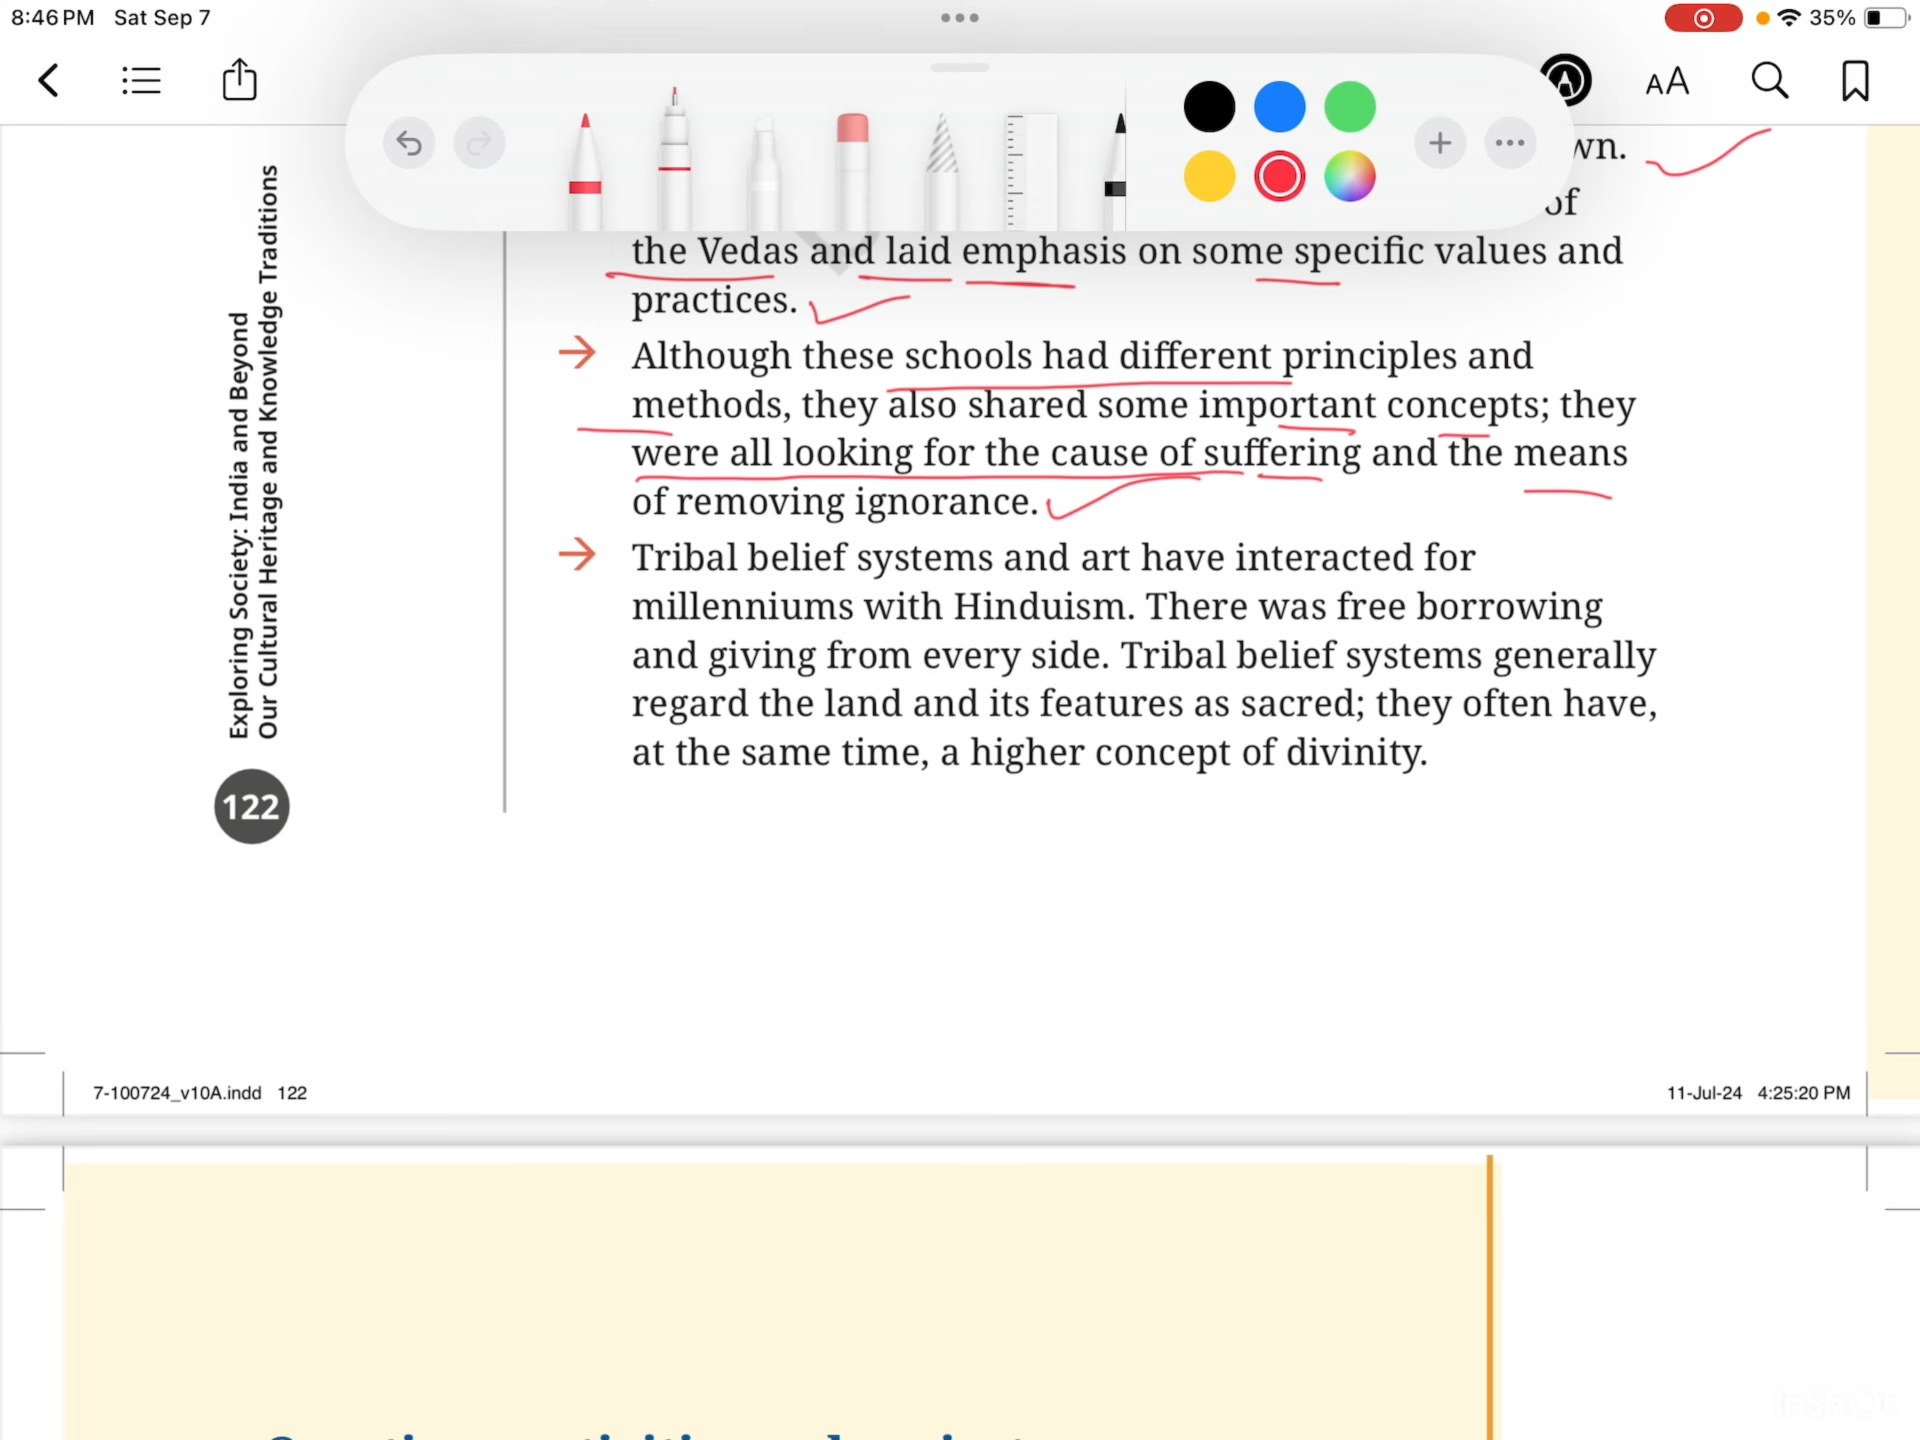 8:46 PM Sat Sep 7
35%
AA
wn.
of
the Vedas and laid emphasis on some specific values and
practices.
→ Although these schools had different principles and
methods, they also shared some important concepts; they
were all looking for the cause of suffering and the means
of removing ignorance.
→ Tribal belief systems and art have interacted for
millenniums with Hinduism. There was free borrowing
and giving from every side. Tribal belief systems generally
regard the land and its features as sacred; they often have,
at the same time, a higher concept of divinity.
Exploring Society: India and Beyond
Our Cultural Heritage and Knowledge Traditions
122
7-100724_v10A.indd 122
11-Jul-24 4:25:20 PM
InShOt